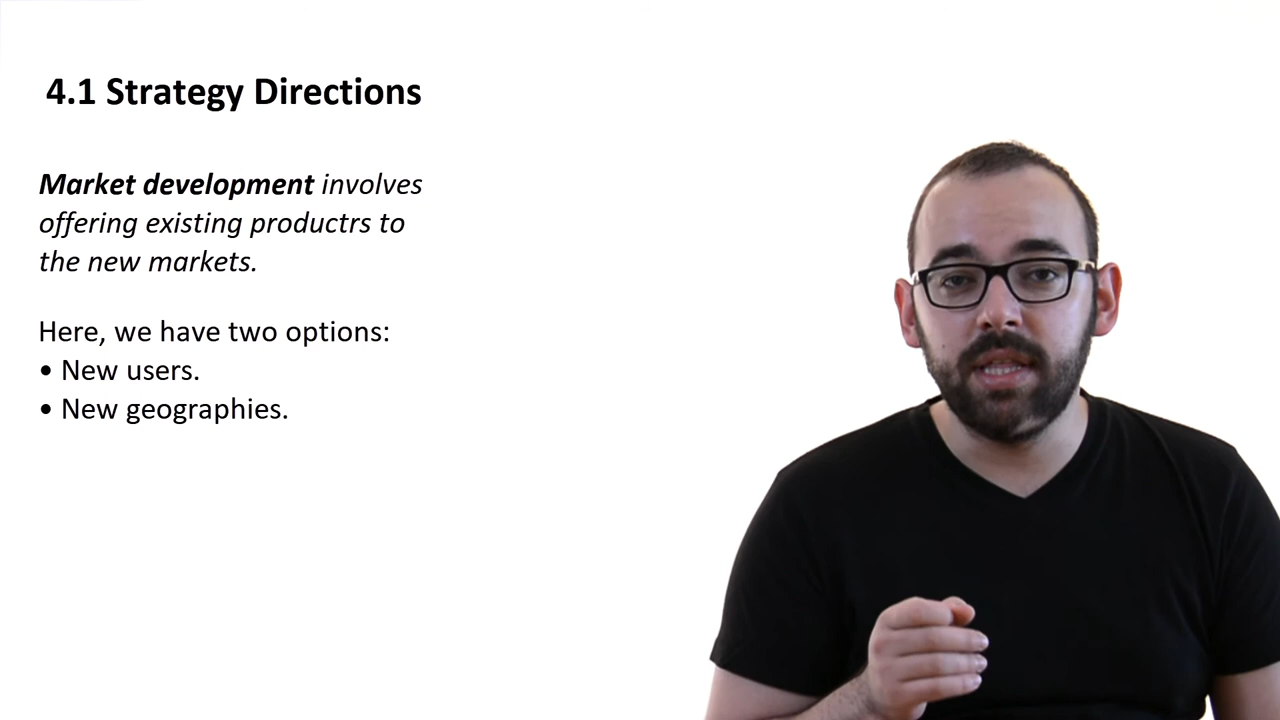 4.1 Strategy Directions
Market development involves
offering existing productrs to
the new markets.
Here, we have two options:
• New users.
• New geographies.